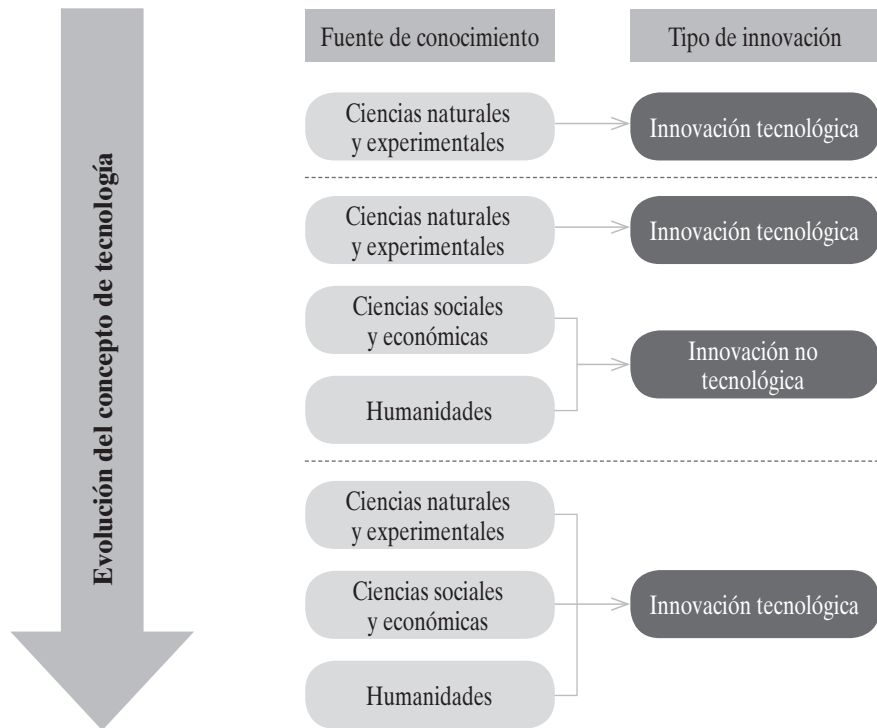 Fuente de conocimiento
Tipo de innovación
Ciencias naturales
y experimentales
Innovación tecnológica
Ciencias naturales
y experimentales
Innovación tecnológica
Ciencias sociales
y económicas
Innovación no
tecnológica
Humanidades
Ciencias naturales
y experimentales
Ciencias sociales
y económicas
Innovación tecnológica
Humanidades
Evolución del concepto de tecnología